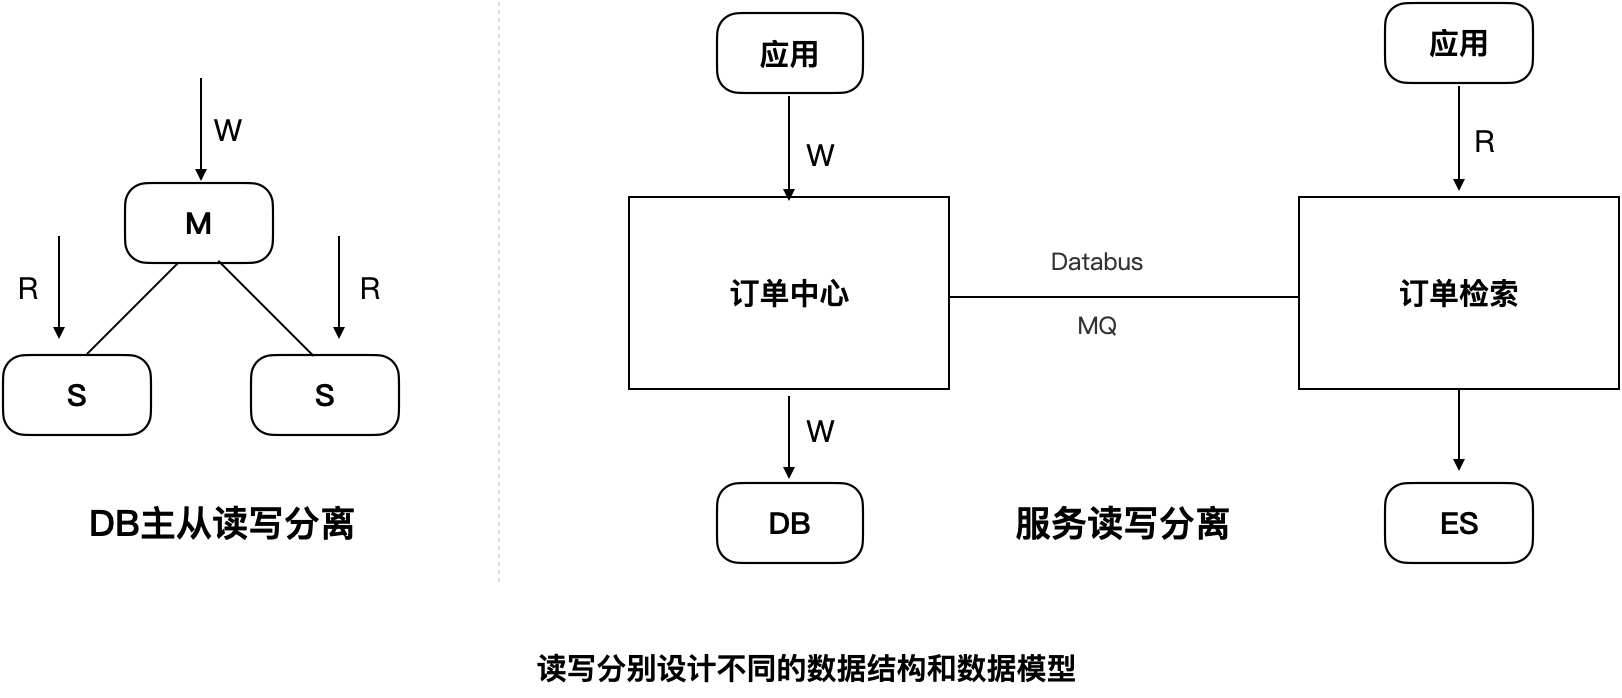 W
M
R
R
S
S
DB主从读写分离
应用
W
订单中心
W
DB
Databus
MQ
服务读写分离
应用
R
订单检索
ES
读写分别设计不同的数据结构和数据模型